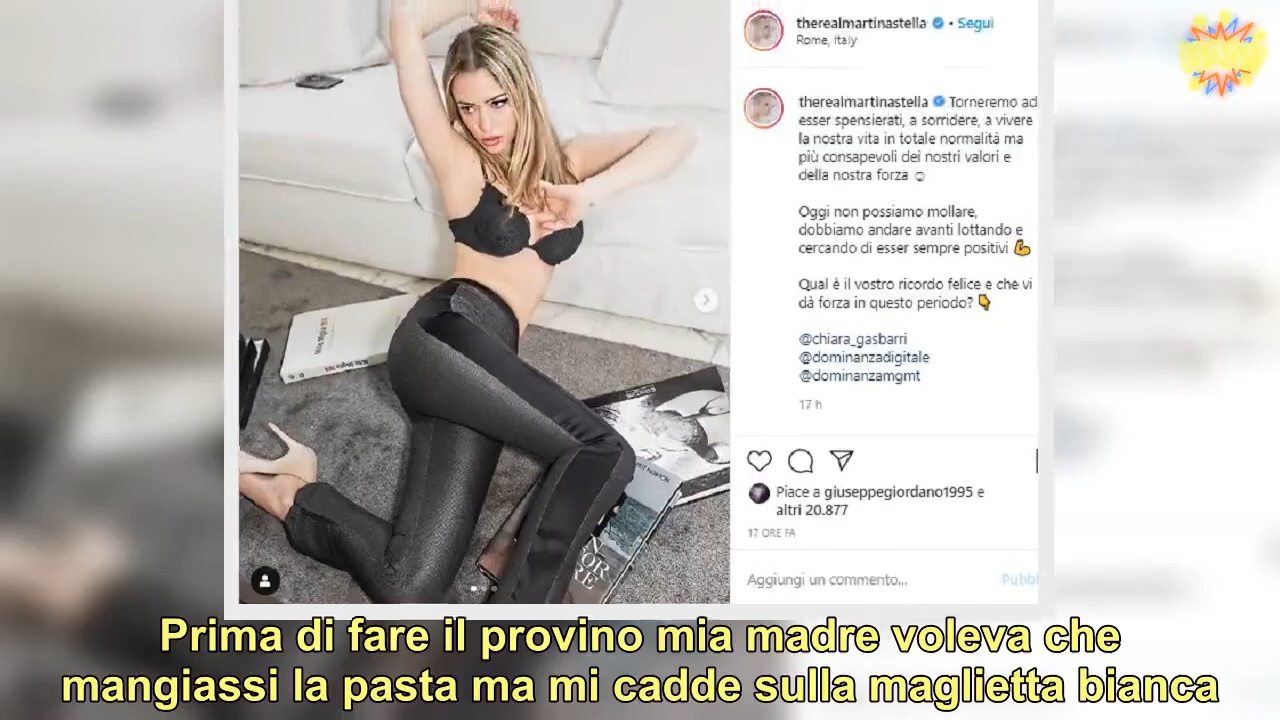 therealmartinastella • Segui
Rome, Italy
therealmartinastella Torneremo ad
esser spensierati, a sorridere, a vivere
la nostra vita in totale normalità ma
più consapevoli dei nostri valori e
della nostra forza ☺
Oggi non possiamo mollare,
dobbiamo andare avanti lottando e
cercando di esser sempre positivi 💪
Qual è il vostro ricordo felice e che vi
dà forza in questo periodo? 👇
@chiara_gasbarri
@dominanzadigitale
@dominanzamgmt
17 h
Piace a giuseppegiordano1995 e
altri 20.877
17 ORE FA
Aggiungi un commento... Pubbl
Prima di fare il provino mia madre voleva che
mangiassi la pasta ma mi cadde sulla maglietta bianca